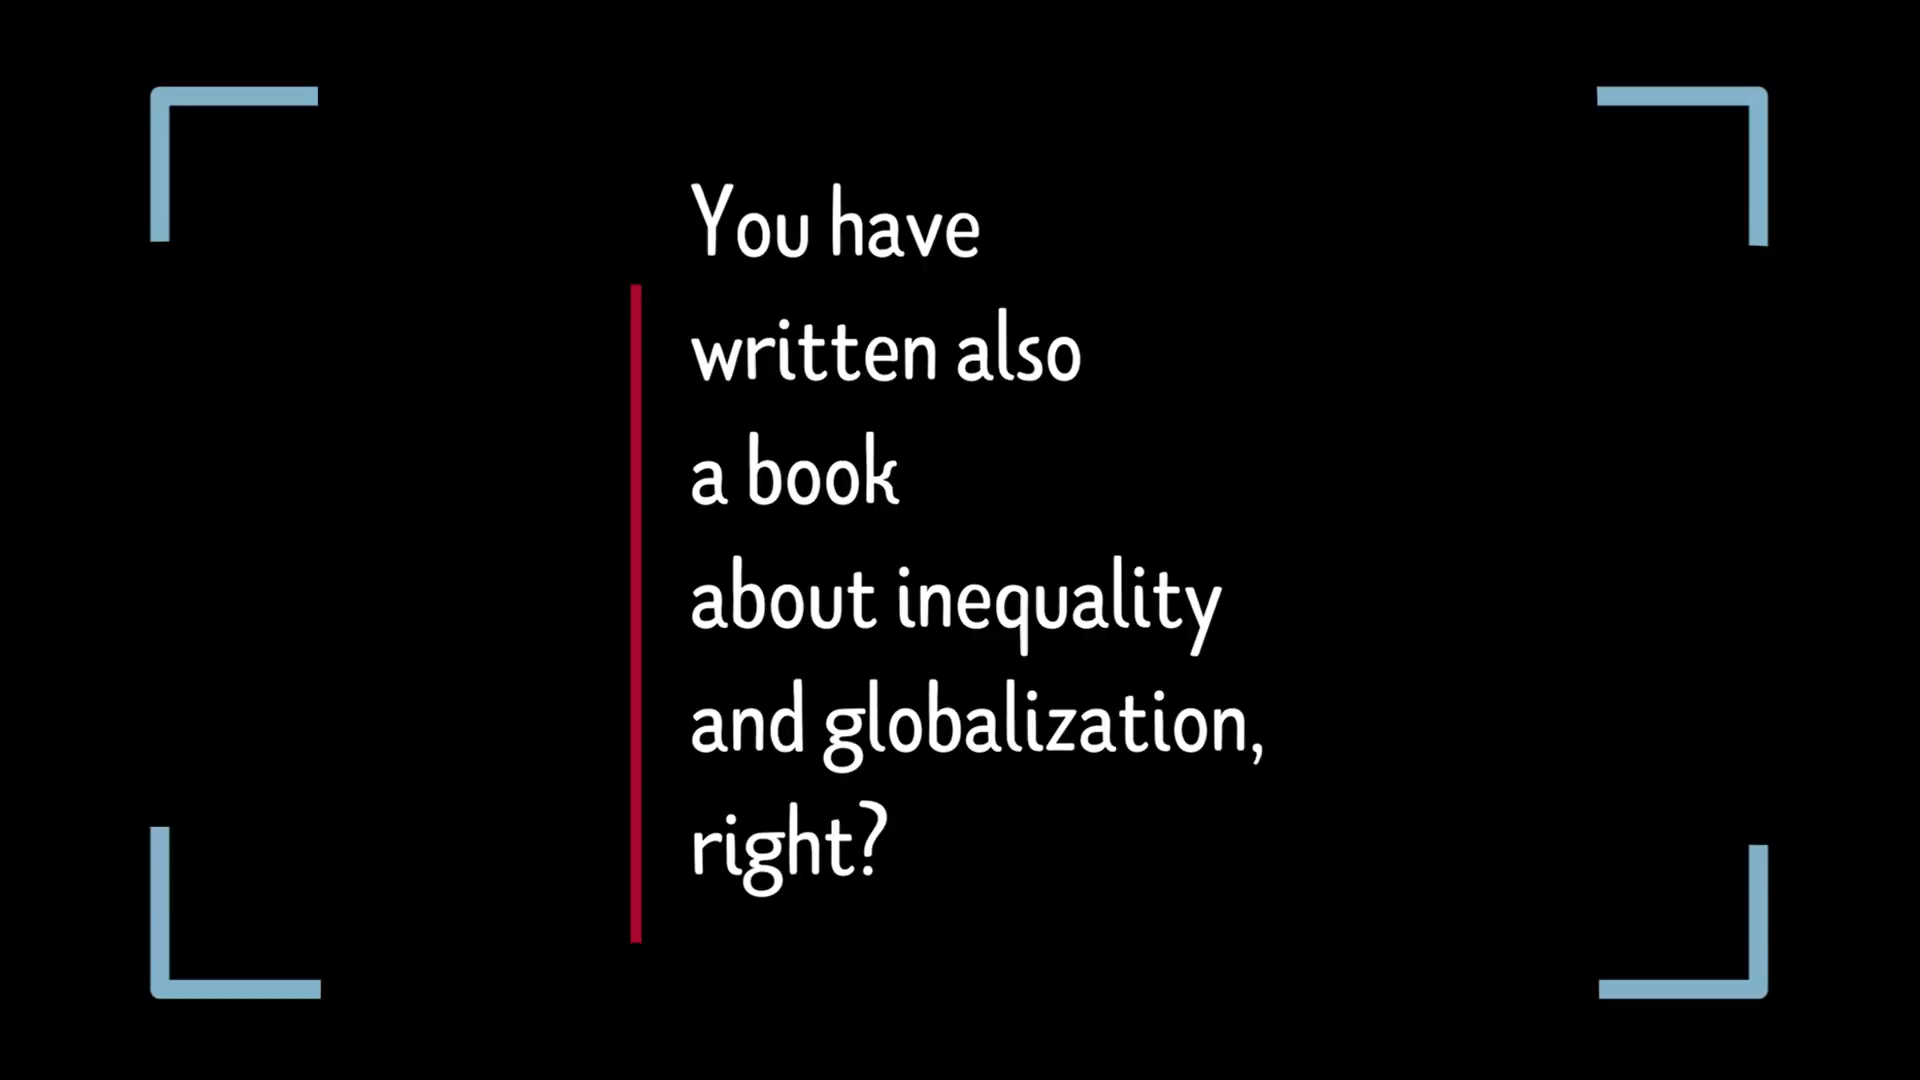 You have
written also
a book
about inequality
and globalization,
right?